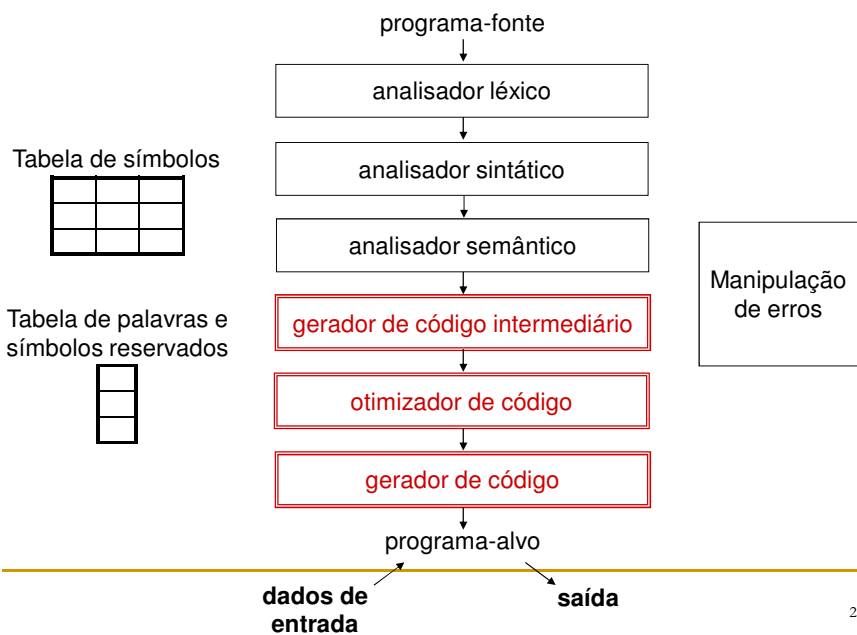 programa-fonte
analisador léxico
Tabela de símbolos
analisador sintático
analisador semântico
Manipulação
de erros
Tabela de palavras e
símbolos reservados
gerador de código intermediário
otimizador de código
gerador de código
programa-alvo
dados de
entrada
saída
2